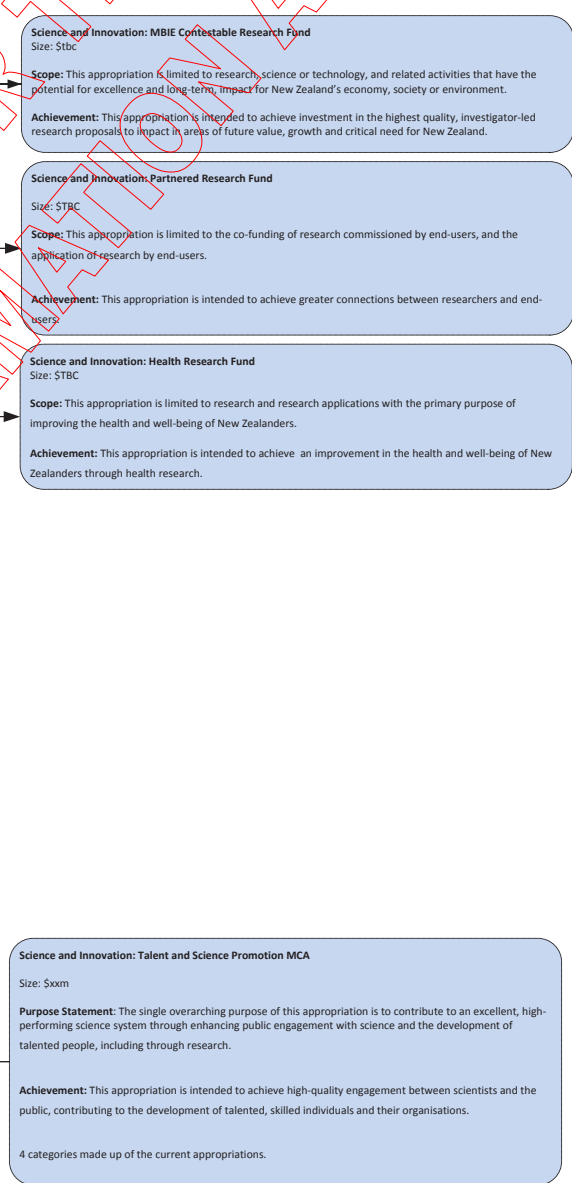 Science and Innovation: MBIE Contestable Research Fund
Size: $tbc
Scope: This appropriation is limited to research, science or technology, and related activities that have the
potential for excellence and long-term, impact for New Zealand’s economy, society or environment.
Achievement: This appropriation is intended to achieve investment in the highest quality, investigator-led
research proposals to impact in areas of future value, growth and critical need for New Zealand.
Science and Innovation: Partnered Research Fund
Size: $TBC
Scope: This appropriation is limited to the co-funding of research commissioned by end-users, and the
application of research by end-users.
Achievement: This appropriation is intended to achieve greater connections between researchers and end-
users.
Science and Innovation: Health Research Fund
Size: $TBC
Scope: This appropriation is limited to research and research applications with the primary purpose of
improving the health and well-being of New Zealanders.
Achievement: This appropriation is intended to achieve  an improvement in the health and well-being of New
Zealanders through health research.
Science and Innovation: Talent and Science Promotion MCA
Size: $xxm
Purpose Statement: The single overarching purpose of this appropriation is to contribute to an excellent, high-
performing science system through enhancing public engagement with science and the development of
talented people, including through research.
Achievement: This appropriation is intended to achieve high-quality engagement between scientists and the
public, contributing to the development of talented, skilled individuals and their organisations.
4 categories made up of the current appropriations.